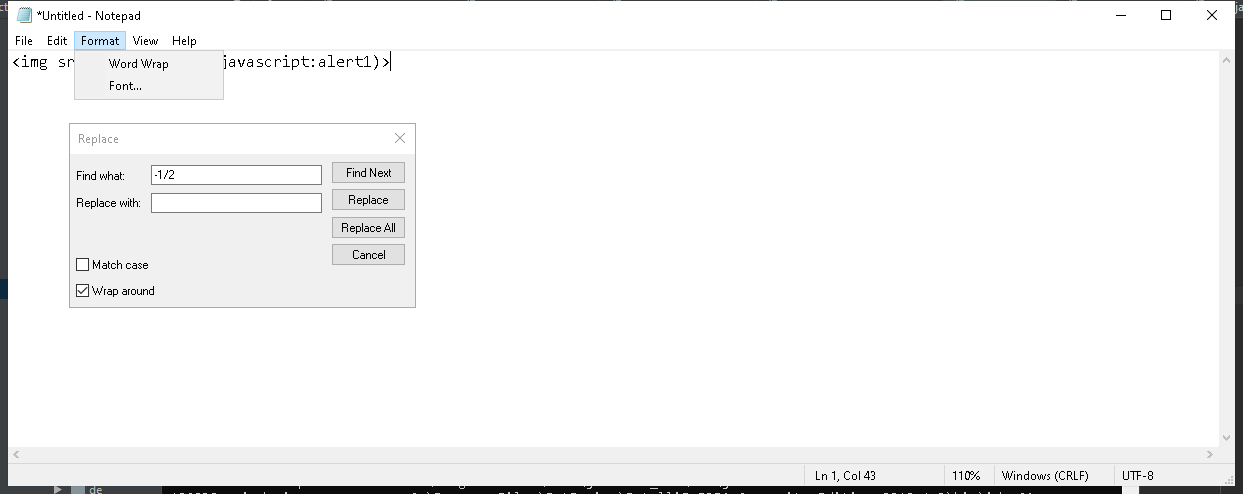 *Untitled - Notepad
File Edit Format View Help
<img sr javascript:alert1)>
Word Wrap
Font...
Replace
Find what: -1/2 Find Next
Replace with: Replace
Replace All
Cancel
Match case
Wrap around
Ln 1, Col 43 110% Windows (CRLF) UTF-8
de